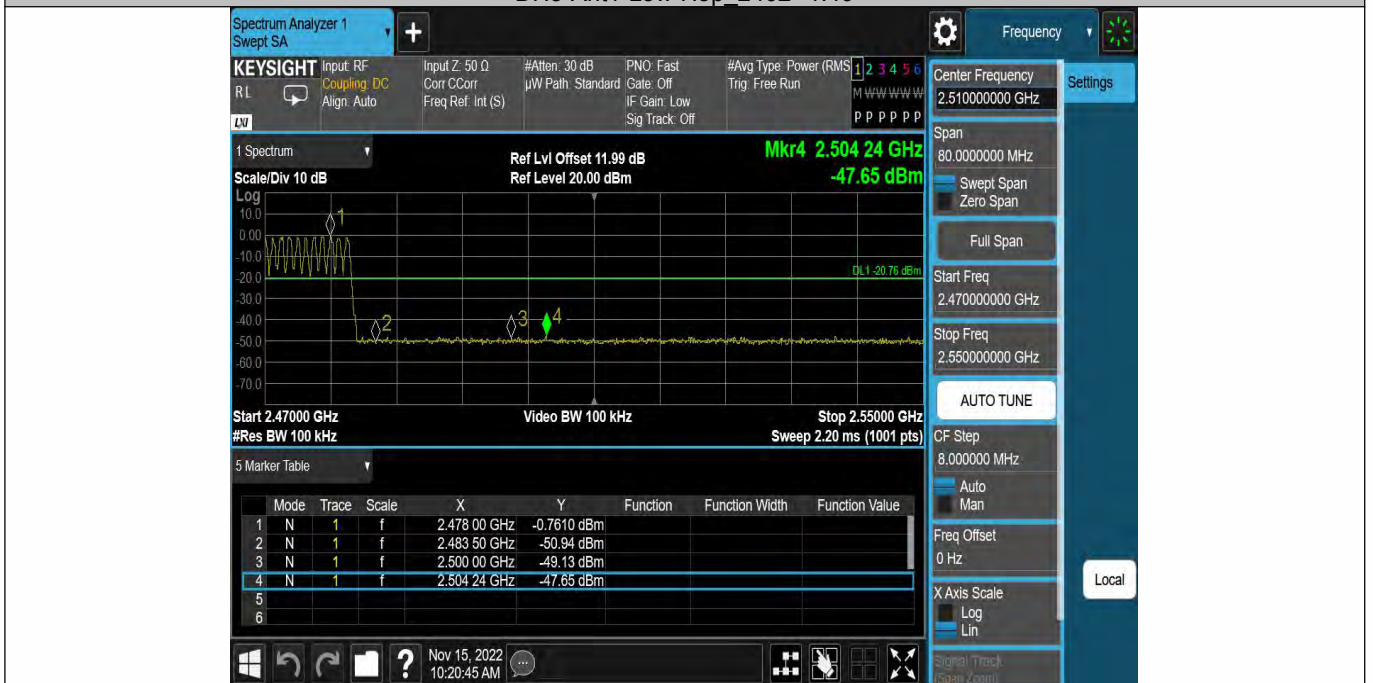 Spectrum Analyzer 1
Swept SA
+
Frequency
KEYSIGHT
RL
LXI
Input: RF
Coupling: DC
Align: Auto
Input Z: 50 Ω
Corr CCorr
Freq Ref: Int (S)
#Atten: 30 dB
µW Path: Standard
PNO: Fast
Gate: Off
IF Gain: Low
Sig Track: Off
#Avg Type: Power (RMS
Trig: Free Run
1 2 3 4 5 6
M W W W W W
P P P P P P
Center Frequency
2.510000000 GHz
Settings
Span
80.0000000 MHz
Swept Span
Zero Span
Full Span
Start Freq
2.470000000 GHz
Stop Freq
2.550000000 GHz
AUTO TUNE
CF Step
8.000000 MHz
Auto
Man
Freq Offset
0 Hz
X Axis Scale
Log
Lin
Signal Track
(Span Zoom)
Local
1 Spectrum
Scale/Div 10 dB
Ref Lvl Offset 11.99 dB
Ref Level 20.00 dBm
Mkr4 2.504 24 GHz
-47.65 dBm
Log
10.0
0.00
-10.0
-20.0
-30.0
-40.0
-50.0
-60.0
-70.0
1
2
3
4
DL1 -20.76 dBm
Start 2.47000 GHz
#Res BW 100 kHz
Video BW 100 kHz
Stop 2.55000 GHz
Sweep 2.20 ms (1001 pts)
5 Marker Table
Mode Trace Scale X Y Function Function Width Function Value
1 N 1 f 2.478 00 GHz -0.7610 dBm
2 N 1 f 2.483 50 GHz -50.94 dBm
3 N 1 f 2.500 00 GHz -49.13 dBm
4 N 1 f 2.504 24 GHz -47.65 dBm
5
6
?
Nov 15, 2022
10:20:45 AM